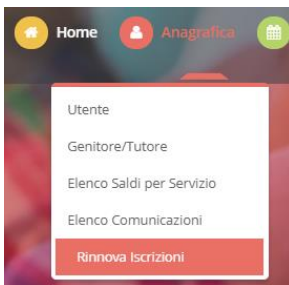 Home Anagrafica
Utente
Genitore/Tutore
Elenco Saldi per Servizio
Elenco Comunicazioni
Rinnova Iscrizioni